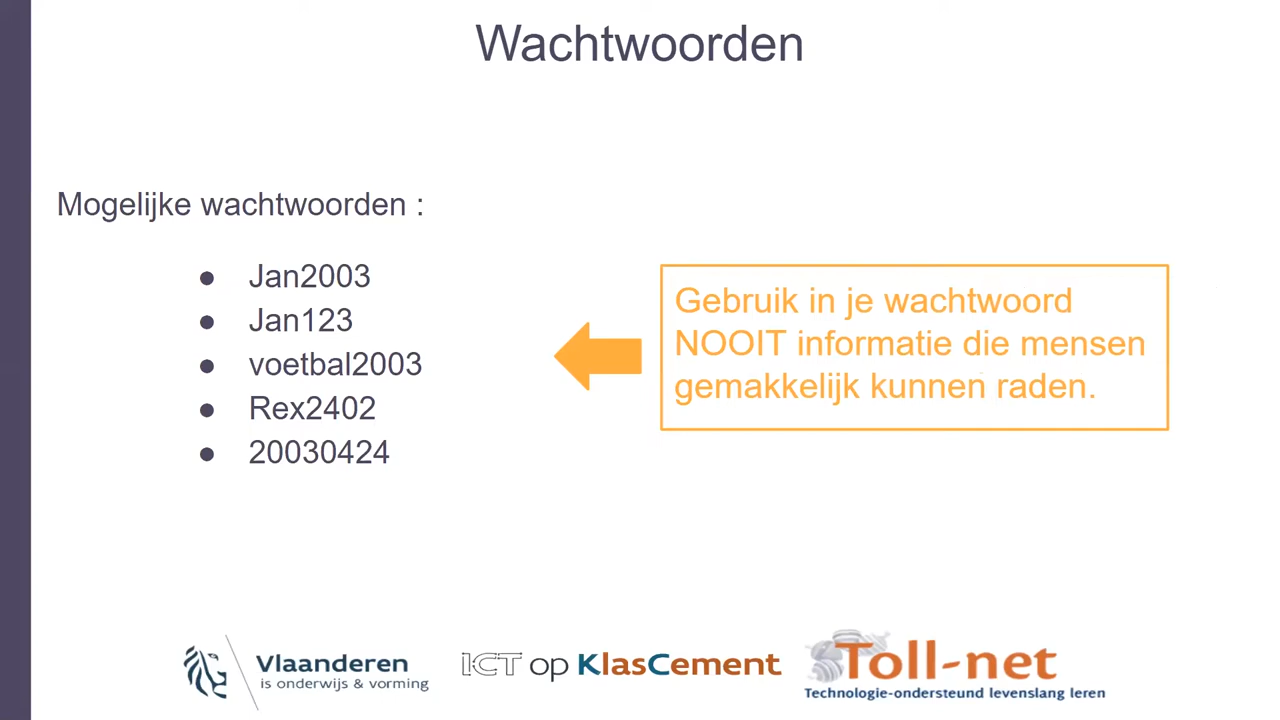 Wachtwoorden
Mogelijke wachtwoorden :
● Jan2003
● Jan123
● voetbal2003
● Rex2402
● 20030424
Gebruik in je wachtwoord
NOOIT informatie die mensen
gemakkelijk kunnen raden.
Vlaanderen
is onderwijs & vorming
ICT op KlasCement
Toll-net
Technologie-ondersteund levenslang leren